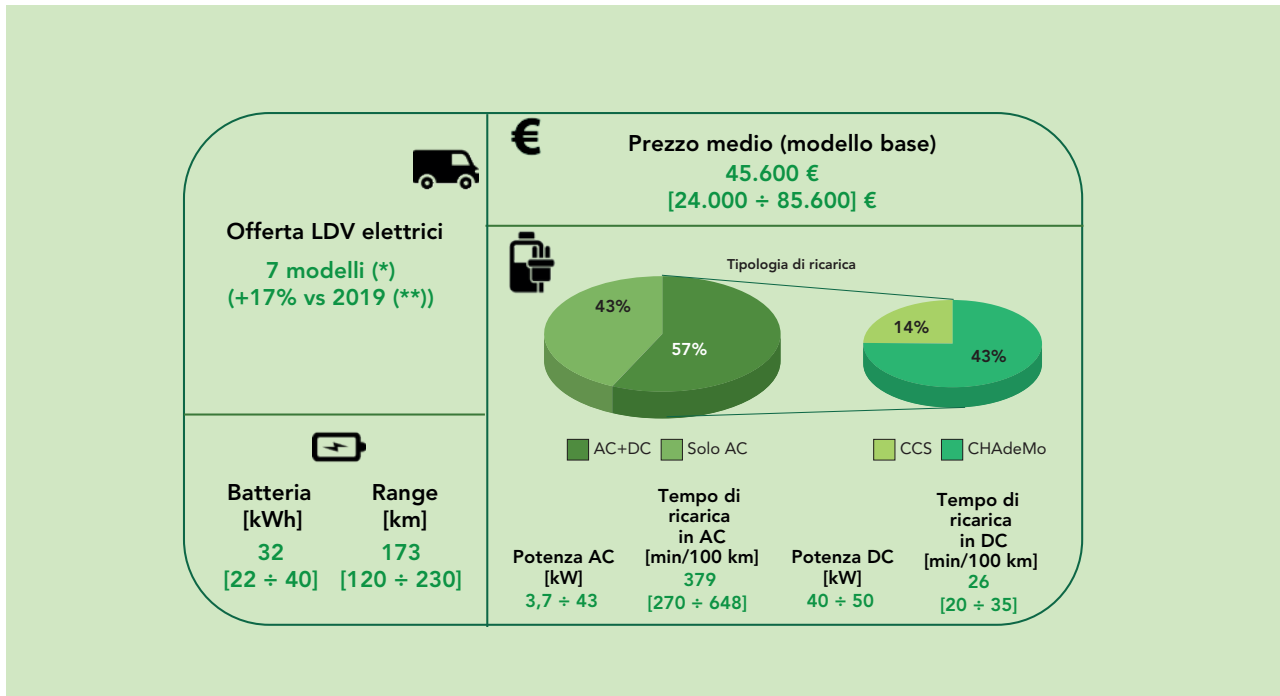 €
Prezzo medio (modello base)
45.600 €
[24.000 ÷ 85.600] €
Offerta LDV elettrici
7 modelli (*)
(+17% vs 2019 (**))
Tipologia di ricarica
43%
57%
14%
43%
AC+DC
Solo AC
CCS
CHAdeMo
Batteria
[kWh]
32
[22 ÷ 40]
Range
[km]
173
[120 ÷ 230]
Potenza AC
[kW]
3,7 ÷ 43
Tempo di
ricarica
in AC
[min/100 km]
379
[270 ÷ 648]
Potenza DC
[kW]
40 ÷ 50
Tempo di
ricarica
in DC
[min/100 km]
26
[20 ÷ 35]